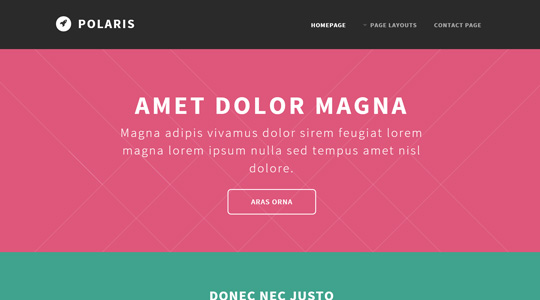 POLARIS
HOMEPAGE PAGE LAYOUTS CONTACT PAGE
AMET DOLOR MAGNA
Magna adipis vivamus dolor sirem feugiat lorem
magna lorem ipsum nulla sed tempus amet nisl
dolore.
ARAS ORNA
DONEC NEC JUSTO